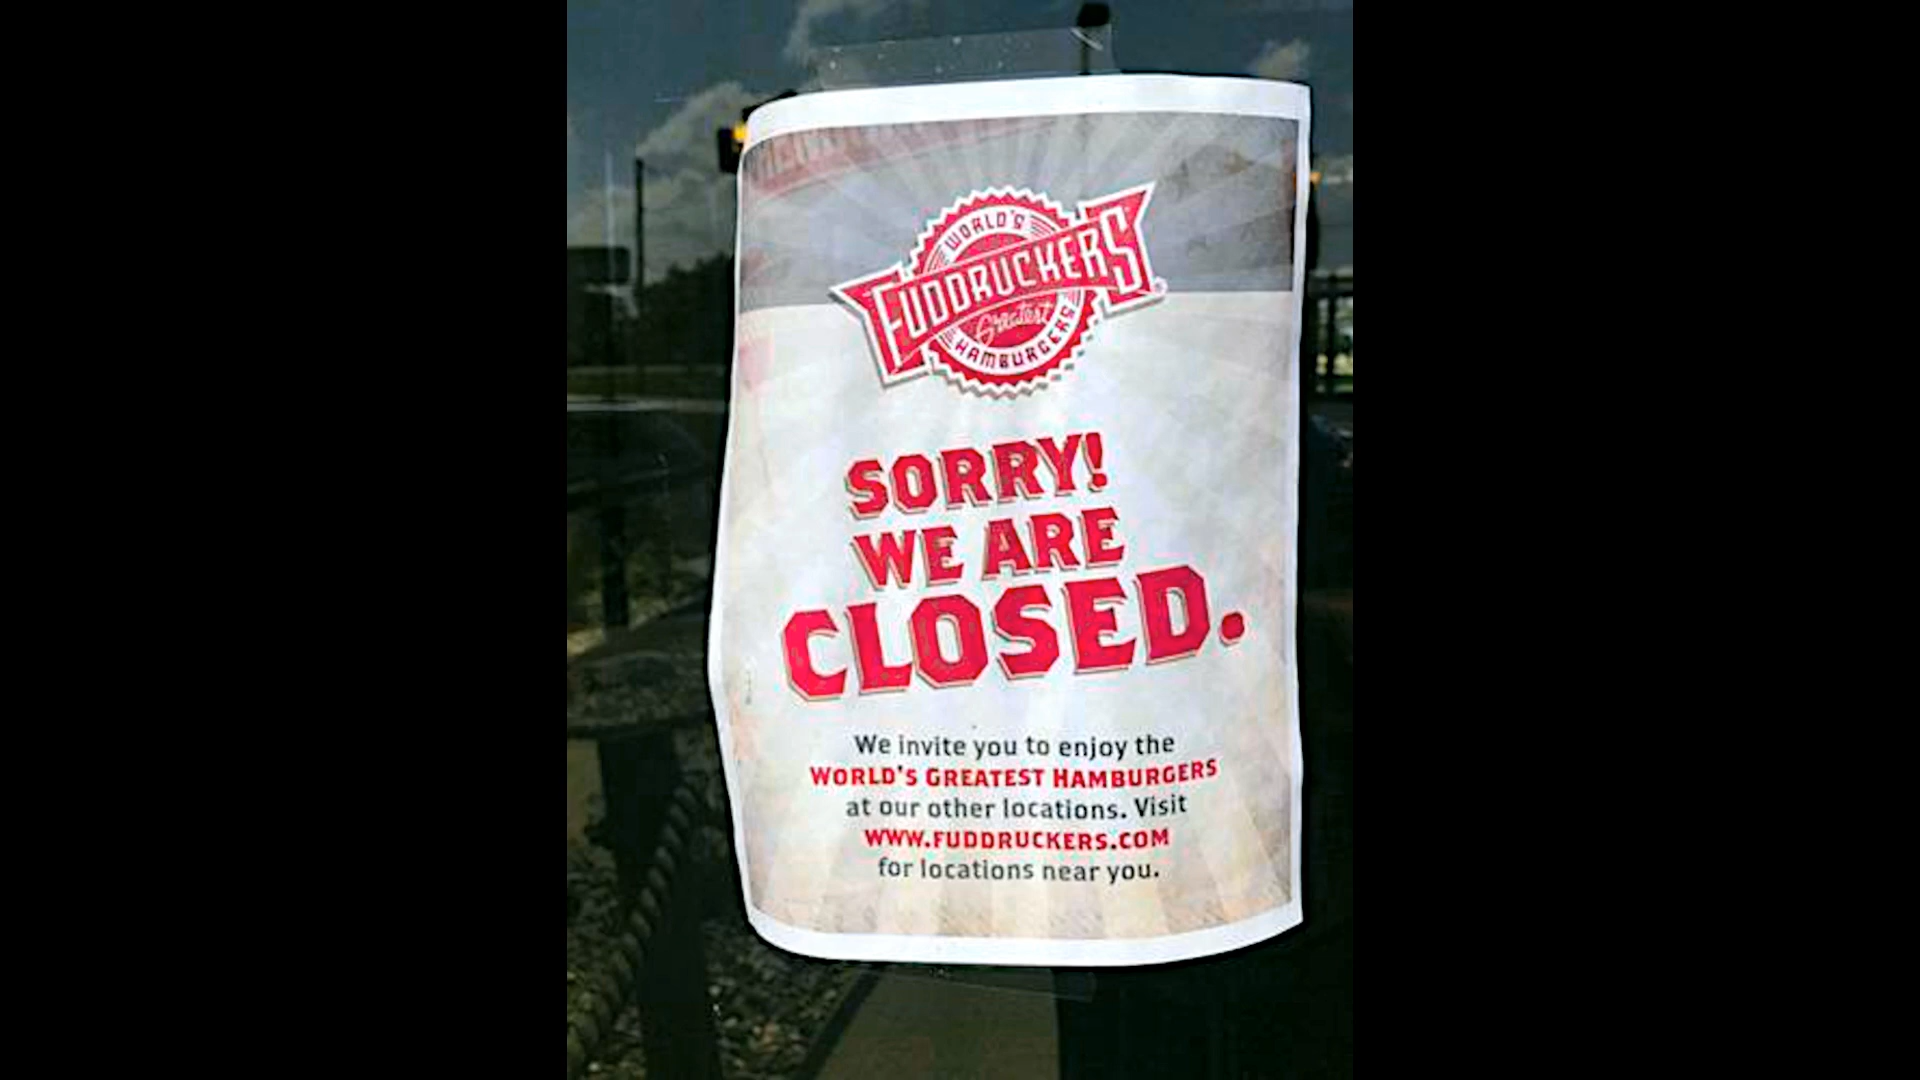 WORLD'S
FUDDRUCKERS
Greatest
HAMBURGERS
SORRY!
WE ARE
CLOSED.
We invite you to enjoy the
WORLD'S GREATEST HAMBURGERS
at our other locations. Visit
WWW.FUDDRUCKERS.COM
for locations near you.